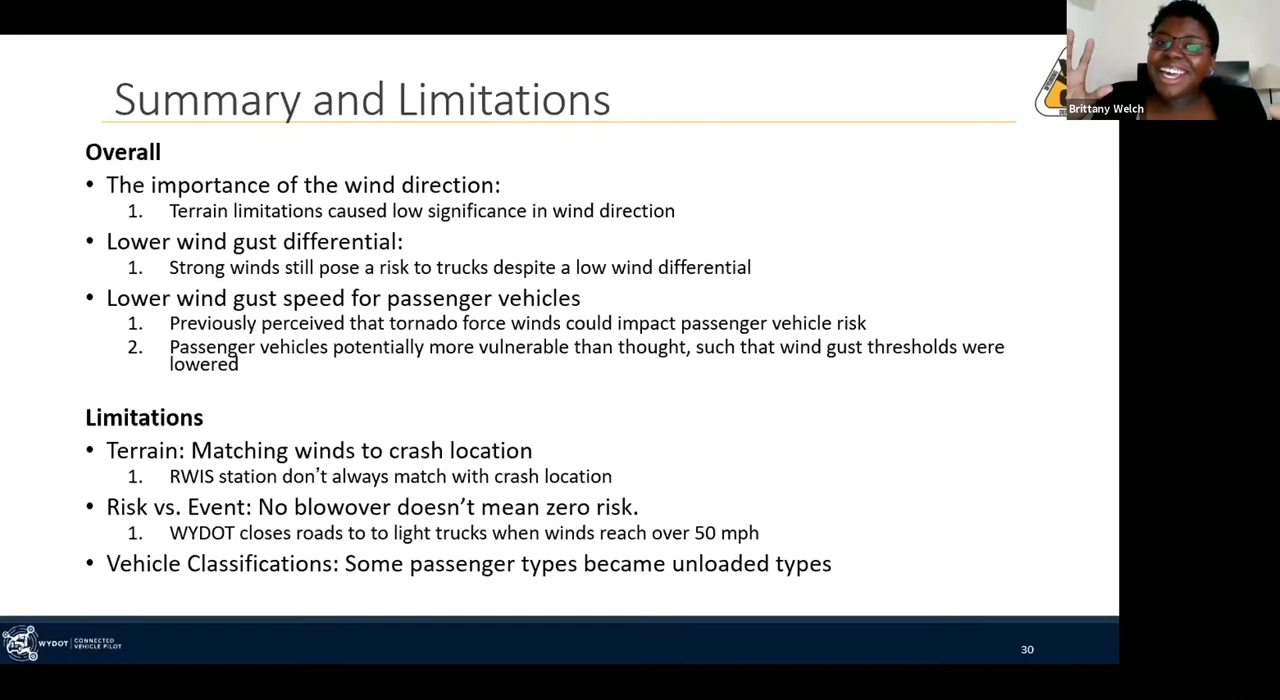 Summary and Limitations
Brittany Welch
Overall
• The importance of the wind direction:
1. Terrain limitations caused low significance in wind direction
• Lower wind gust differential:
1. Strong winds still pose a risk to trucks despite a low wind differential
• Lower wind gust speed for passenger vehicles
1. Previously perceived that tornado force winds could impact passenger vehicle risk
2. Passenger vehicles potentially more vulnerable than thought, such that wind gust thresholds were
lowered
Limitations
• Terrain: Matching winds to crash location
1. RWIS station don’t always match with crash location
• Risk vs. Event: No blowover doesn’t mean zero risk.
1. WYDOT closes roads to to light trucks when winds reach over 50 mph
• Vehicle Classifications: Some passenger types became unloaded types
WYDOT | CONNECTED
VEHICLE PILOT
30